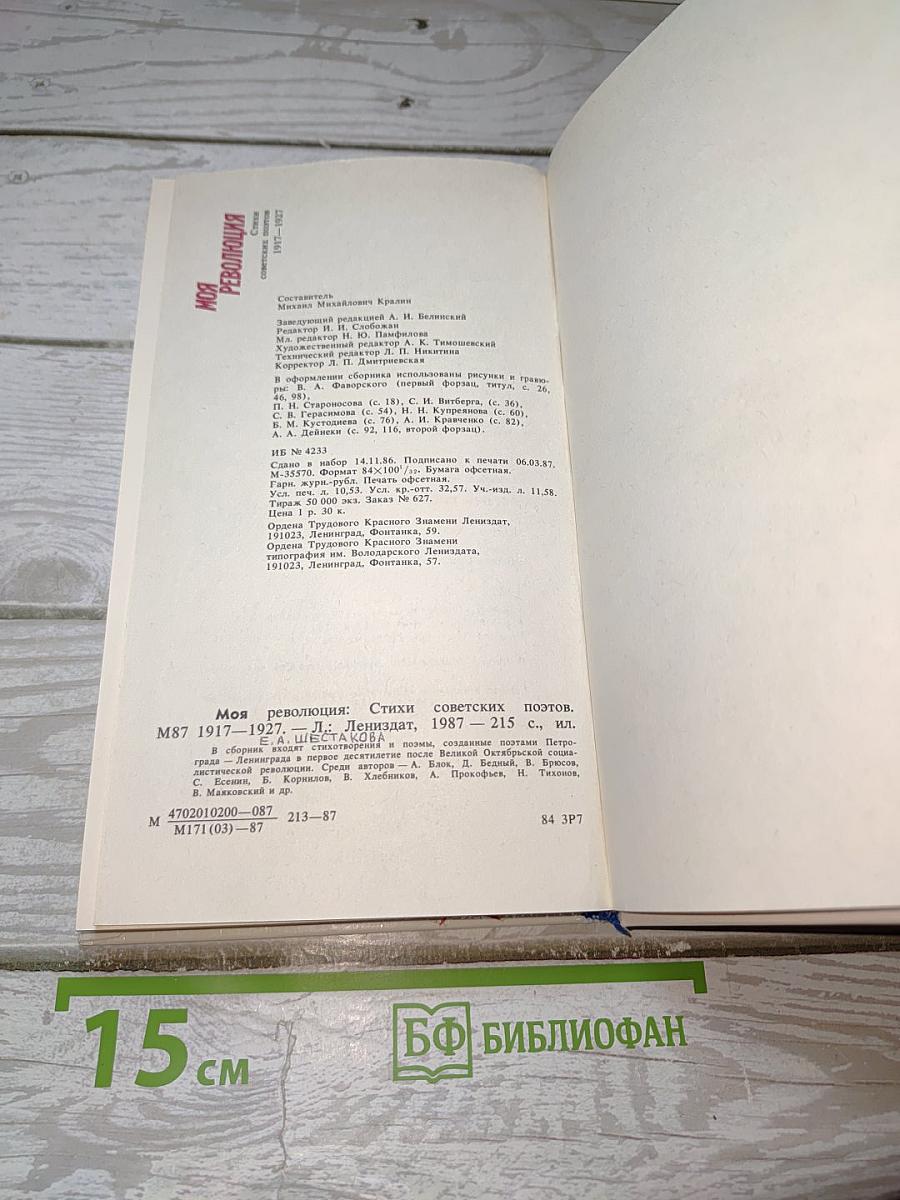 МОЯ
РЕВОЛЮЦИЯ
Стихи
советских поэтов
1917—1927
Составитель
Михаил Михайлович Кралин
Заведующий редакцией А. И. Белинский
Редактор И. И. Слобожан
Мл. редактор Н. Ю. Памфилова
Художественный редактор А. К. Тимошевский
Технический редактор Л. П. Никитина
Корректор Л. П. Дмитриевская
В оформлении сборника использованы рисунки и гравю-
ры: В. А. Фаворского (первый форзац, титул, с. 26,
46, 98),
П. Н. Староносова (с. 18), С. И. Витберга, (с. 36),
С. В. Герасимова (с. 54), Н. Н. Купреянова (с. 60),
Б. М. Кустодиева (с. 76), А. И. Кравченко (с. 82),
А. А. Дейнеки (с. 92, 116, второй форзац).
ИБ № 4233
Сдано в набор 14.11.86. Подписано к печати 06.03.87.
М-35570. Формат 84×100¹/₃₂. Бумага офсетная.
Гарн. журн.-рубл. Печать офсетная.
Усл. печ. л. 10,53. Усл. кр.-отт. 32,57. Уч.-изд. л. 11,58.
Тираж 50 000 экз. Заказ № 627.
Цена 1 р. 30 к.
Ордена Трудового Красного Знамени Лениздат,
191023, Ленинград, Фонтанка, 59.
Ордена Трудового Красного Знамени
типография им. Володарского Лениздата,
191023, Ленинград, Фонтанка, 57.
Моя революция: Стихи советских поэтов.
М87 1917—1927. — Л.: Лениздат, 1987 — 215 с., ил.
Е.А. ШЕСТАКОВА
В сборник входят стихотворения и поэмы, созданные поэтами Петро-
града — Ленинграда в первое десятилетие после Великой Октябрьской социа-
листической революции. Среди авторов — А. Блок, Д. Бедный, В. Брюсов,
С. Есенин, Б. Корнилов, В. Хлебников, А. Прокофьев, Н. Тихонов,
В. Маяковский и др.
М 4702010200—087 213—87
М171(03)—87
84 3Р7
15 см
БФ БИБЛИОФАН